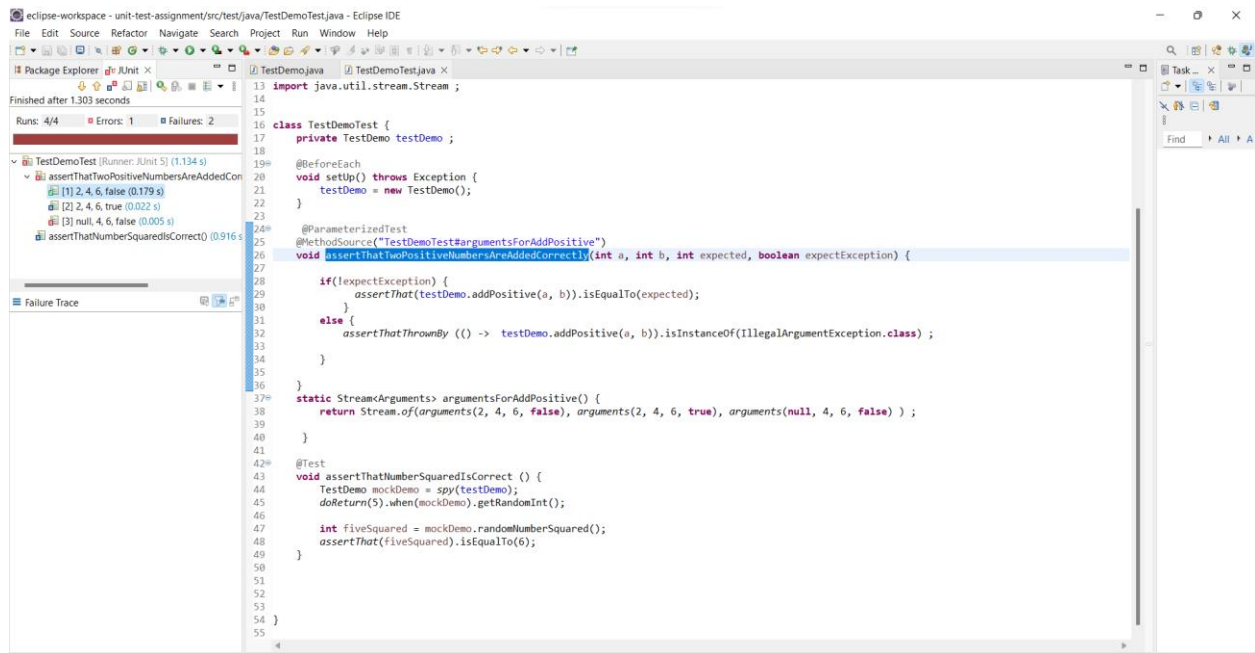 eclipse-workspace - unit-test-assignment/src/test/java/TestDemoTest.java - Eclipse IDE
File Edit Source Refactor Navigate Search Project Run Window Help
Package Explorer JUnit
Finished after 1.303 seconds
Runs: 4/4 Errors: 1 Failures: 2
TestDemoTest [Runner: JUnit 5] (1.134 s)
assertThatTwoPositiveNumbersAreAddedCorr
[1] 2, 4, 6, false (0.179 s)
[2] 2, 4, 6, true (0.022 s)
[3] null, 4, 6, false (0.005 s)
assertThatNumberSquaredIsCorrect() (0.916 s
Failure Trace
TestDemo.java TestDemoTest.java
13 import java.util.stream.Stream ;
14
15
16 class TestDemoTest {
17 private TestDemo testDemo ;
18
19 @BeforeEach
20 void setUp() throws Exception {
21 testDemo = new TestDemo();
22 }
23
24 @ParameterizedTest
25 @MethodSource("TestDemoTest#argumentsForAddPositive")
26 void assertThatTwoPositiveNumbersAreAddedCorrectly(int a, int b, int expected, boolean expectException) {
27
28 if(!expectException) {
29 assertThat(testDemo.addPositive(a, b)).isEqualTo(expected);
30 }
31 else {
32 assertThatThrownBy (() -> testDemo.addPositive(a, b)).isInstanceOf(IllegalArgumentException.class) ;
33
34 }
35
36 }
37 static Stream<Arguments> argumentsForAddPositive() {
38 return Stream.of(arguments(2, 4, 6, false), arguments(2, 4, 6, true), arguments(null, 4, 6, false) ) ;
39
40 }
41
42 @Test
43 void assertThatNumberSquaredIsCorrect () {
44 TestDemo mockDemo = spy(testDemo);
45 doReturn(5).when(mockDemo).getRandomInt();
46
47 int fiveSquared = mockDemo.randomNumberSquared();
48 assertThat(fiveSquared).isEqualTo(6);
49 }
50
51
52
53
54 }
55
Task
Find All A